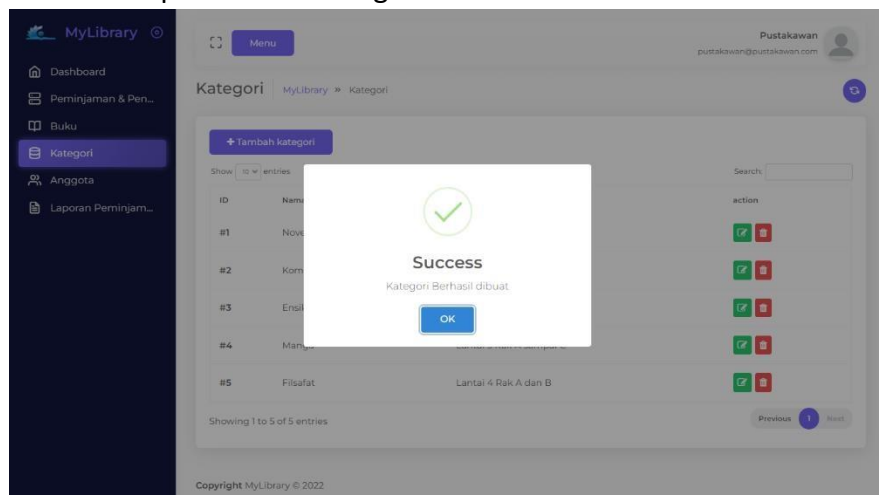 MyLibrary
Menu
Pustakawan
pustakawan@pustakawan.com
Dashboard
Peminjaman & Pen...
Buku
Kategori
Anggota
Laporan Peminjam...
Kategori MyLibrary » Kategori
+ Tambah kategori
Show 10 entries
Search:
ID action
#1
#2
#3
#4
#5 Filsafat Lantai 4 Rak A dan B
Success
Kategori Berhasil dibuat
OK
Showing 1 to 5 of 5 entries
Previous 1 Next
Copyright MyLibrary © 2022